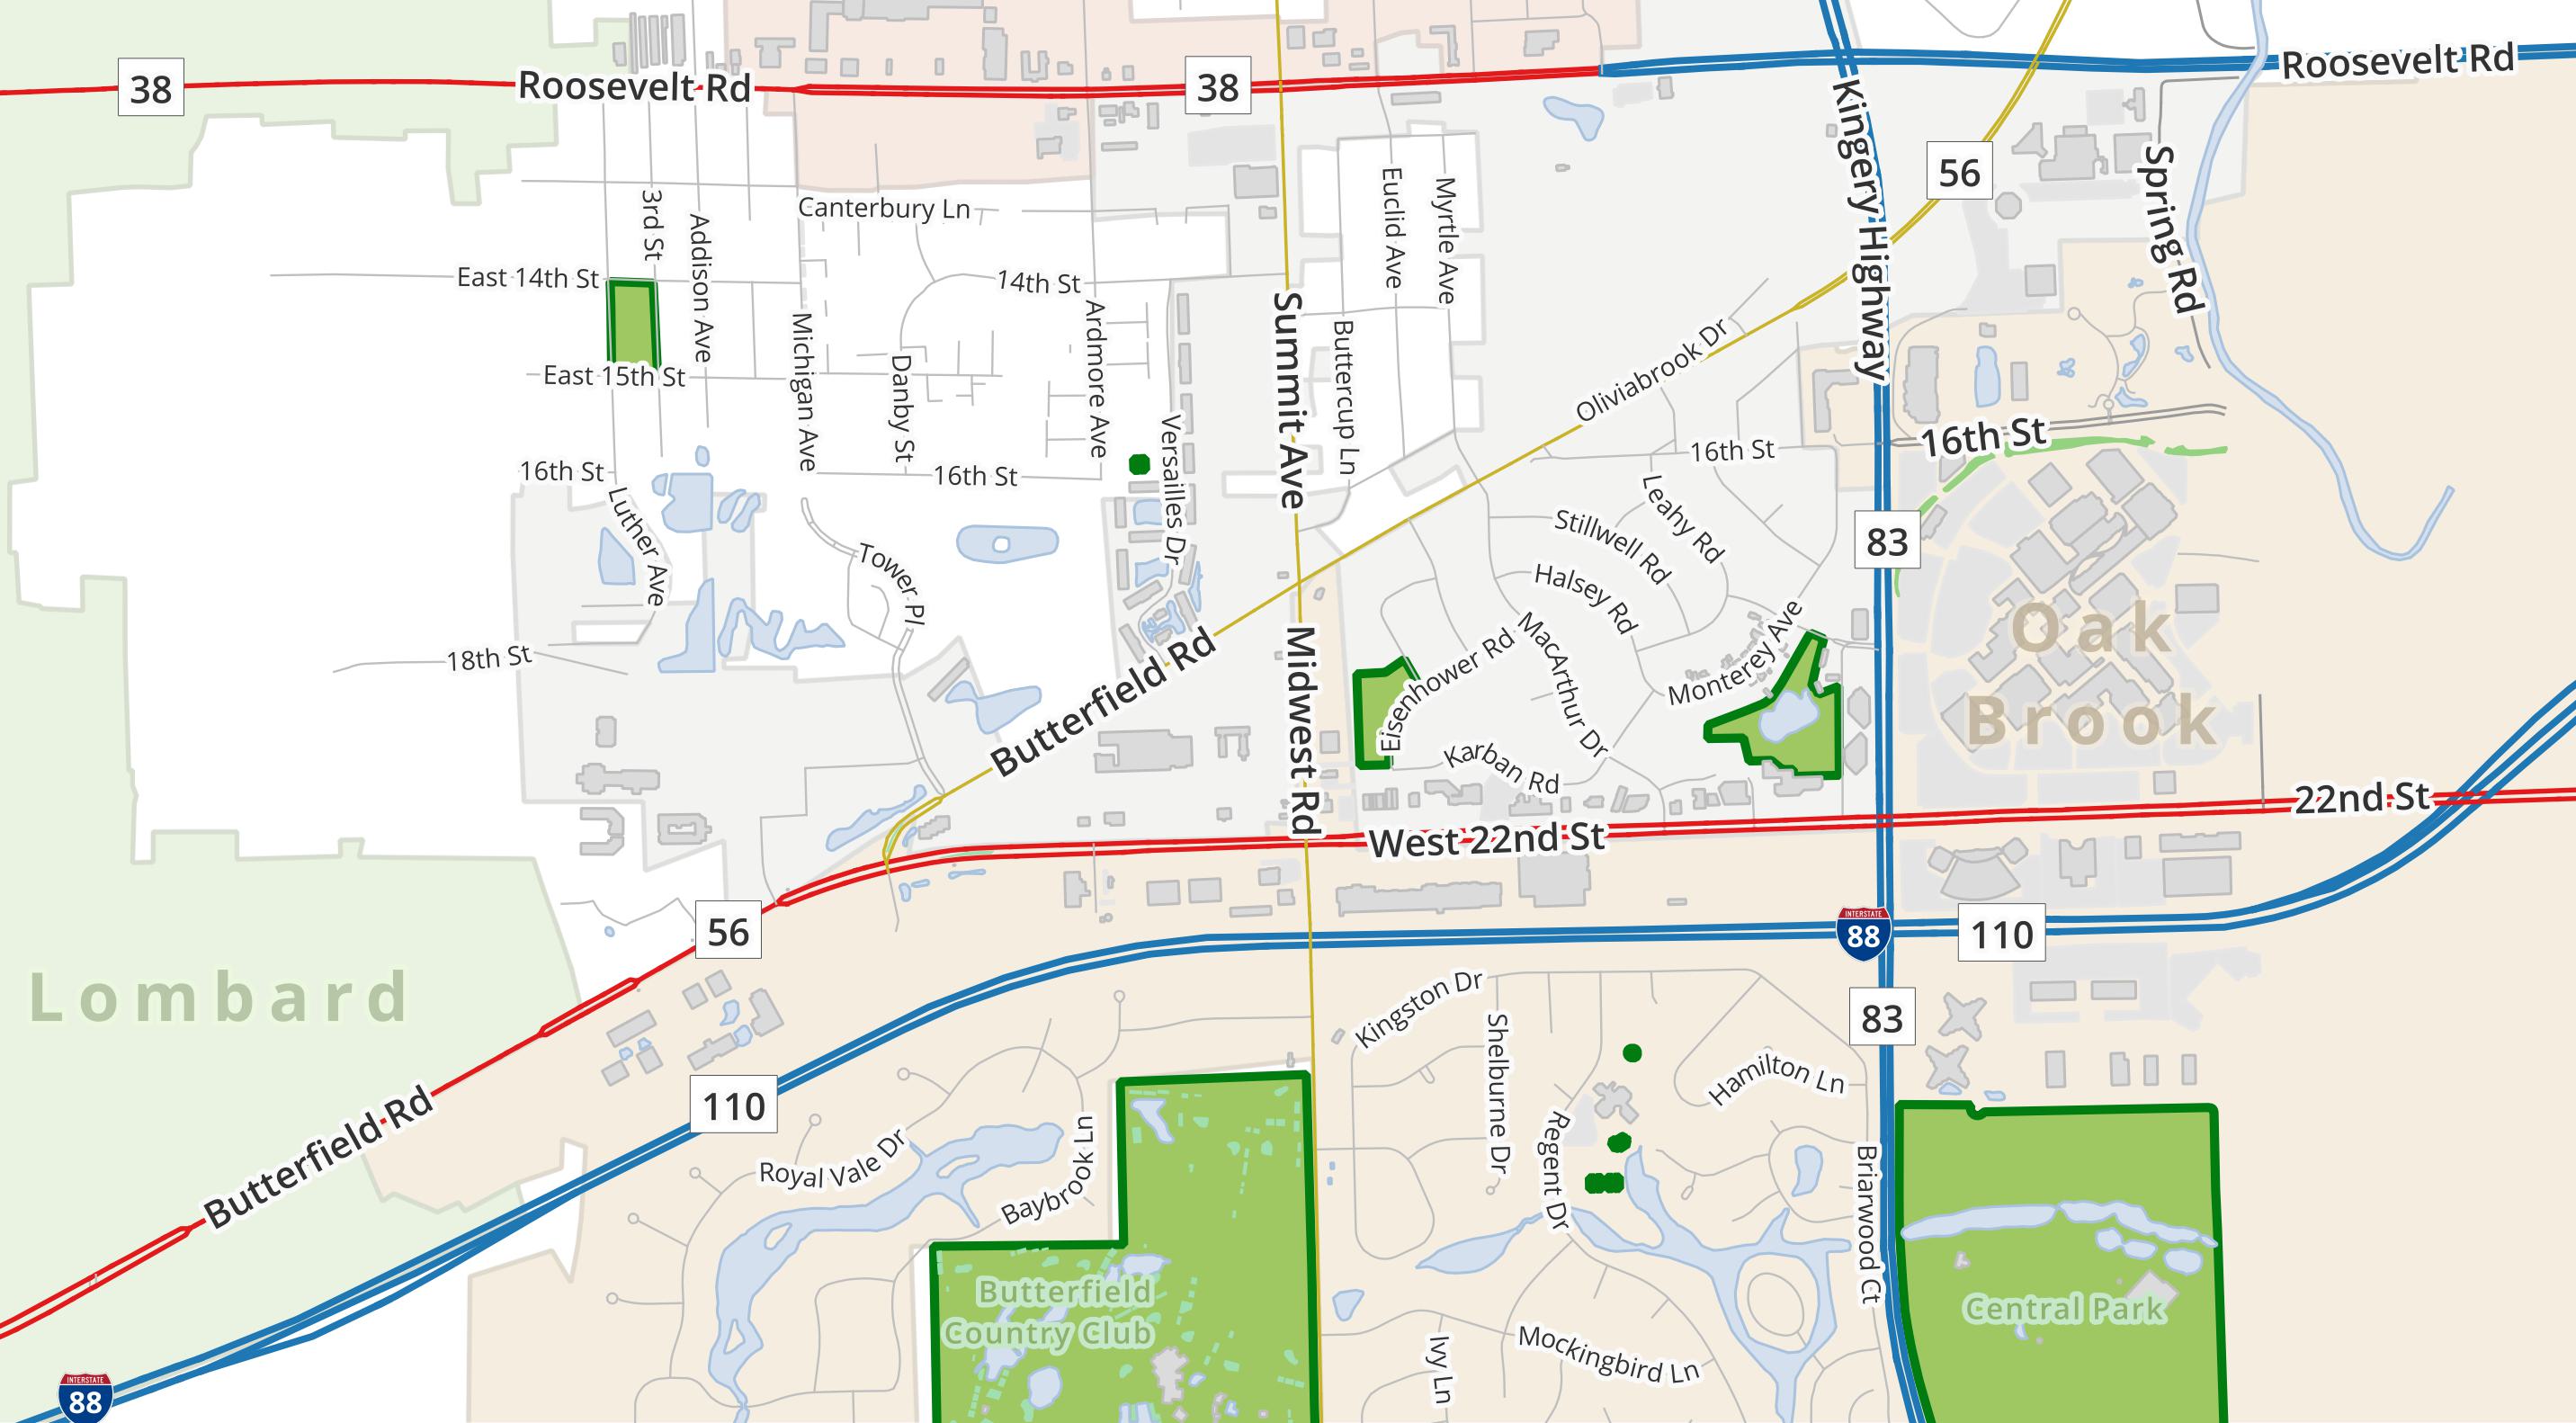 38
Roosevelt Rd
38
Roosevelt Rd
Kingery Highway
56
Spring Rd
3rd St
Addison Ave
Canterbury Ln
Euclid Ave
Myrtle Ave
East 14th St
14th St
East 15th St
Michigan Ave
Danby St
Ardmore Ave
Versailles Dr
Summit Ave
Buttercup Ln
Oliviabrook Dr
16th St
16th St
16th St
16th St
Luther Ave
Tower Pl
Leahy Rd
Stillwell Rd
Halsey Rd
83
18th St
Butterfield Rd
Midwest Rd
Eisenhower Rd
MacArthur Dr
Monterey Ave
Karban Rd
Oak
Brook
West 22nd St
22nd St
56
INTERSTATE
88
110
Lombard
83
Kingston Dr
Shelburne Dr
Hamilton Ln
110
Butterfield Rd
Royal Vale Dr
Baybrook Ln
Regent Dr
Briarwood Ct
Butterfield
Country Club
Central Park
Ivy Ln
Mockingbird Ln
INTERSTATE
88